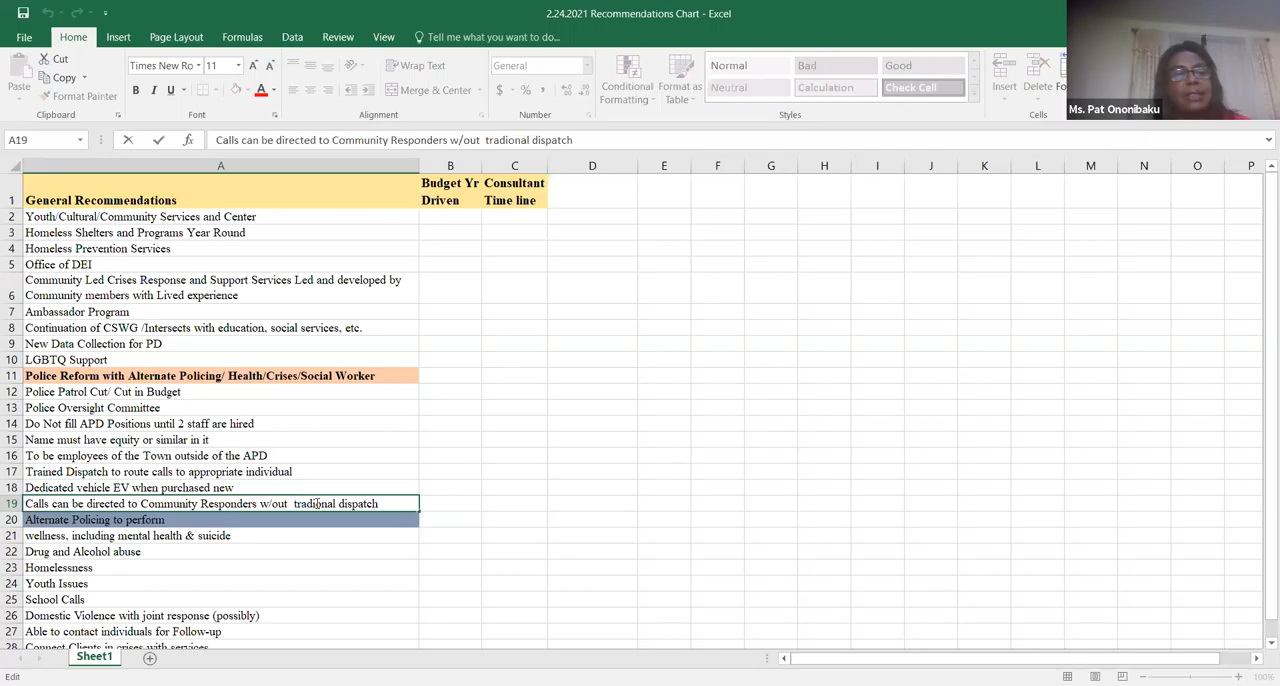 2.24.2021 Recommendations Chart - Excel
File Home Insert Page Layout Formulas Data Review View Tell me what you want to do...
Cut
Copy
Format Painter
Paste
Clipboard
Times New Ro 11
B I U A
Font
Wrap Text
Merge & Center
Alignment
General
$ % ,
Number
Conditional Formatting
Format as Table
Normal Bad Good
Neutral Calculation Check Cell
Styles
Insert Delete Fo
Cells
Ms. Pat Ononibaku
A19 fx Calls can be directed to Community Responders w/out  tradional dispatch
A B C D E F G H I J K L M N O P
Budget Yr Consultant
1 General Recommendations Driven Time line
2 Youth/Cultural/Community Services and Center
3 Homeless Shelters and Programs Year Round
4 Homeless Prevention Services
5 Office of DEI
Community Led Crises Response and Support Services Led and developed by
6 Community members with Lived experience
7 Ambassador Program
8 Continuation of CSWG /Intersects with education, social services, etc.
9 New Data Collection for PD
10 LGBTQ Support
11 Police Reform with Alternate Policing/ Health/Crises/Social Worker
12 Police Patrol Cut/ Cut in Budget
13 Police Oversight Committee
14 Do Not fill APD Positions until 2 staff are hired
15 Name must have equity or similar in it
16 To be employees of the Town outside of the APD
17 Trained Dispatch to route calls to appropriate individual
18 Dedicated vehicle EV when purchased new
19 Calls can be directed to Community Responders w/out  tradional dispatch
20 Alternate Policing to perform
21 wellness, including mental health & suicide
22 Drug and Alcohol abuse
23 Homelessness
24 Youth Issues
25 School Calls
26 Domestic Violence with joint response (possibly)
27 Able to contact individuals for Follow-up
28 Connect Clients in crises with services
Sheet1
Edit
100%